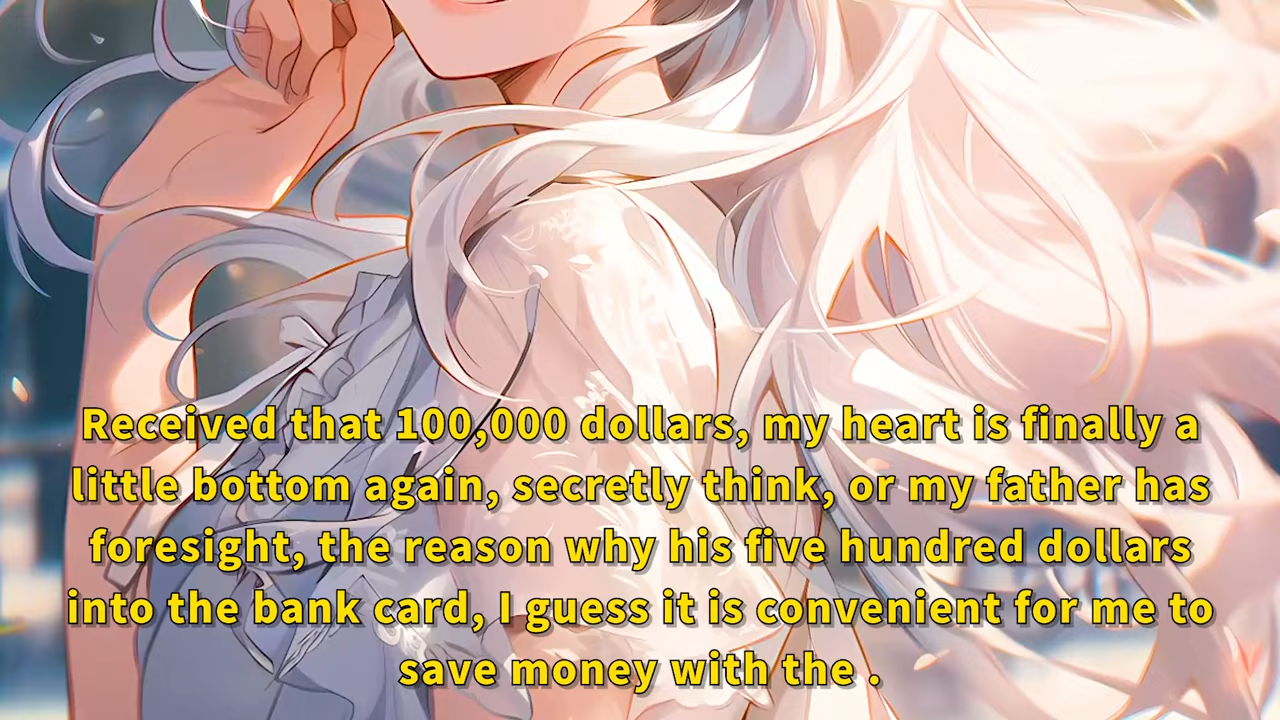 Received that 100,000 dollars, my heart is finally a
little bottom again, secretly think, or my father has
foresight, the reason why his five hundred dollars
into the bank card, I guess it is convenient for me to
save money with the .